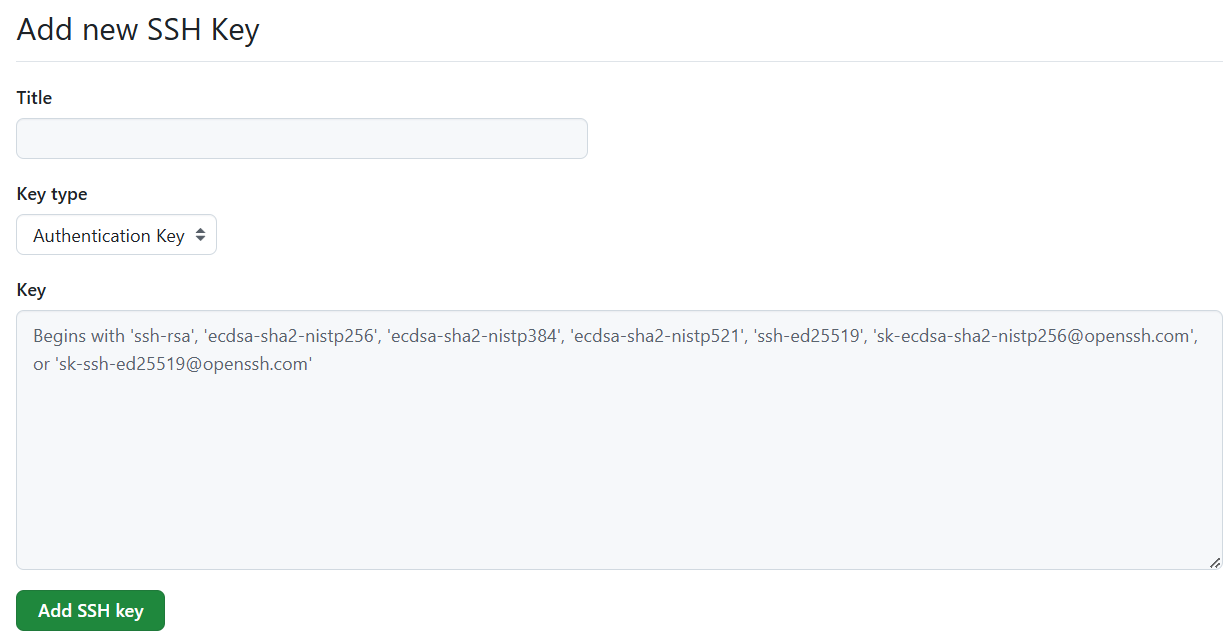 Add new SSH Key
Title
Key type
Authentication Key
Key
Begins with 'ssh-rsa', 'ecdsa-sha2-nistp256', 'ecdsa-sha2-nistp384', 'ecdsa-sha2-nistp521', 'ssh-ed25519', 'sk-ecdsa-sha2-nistp256@openssh.com',
or 'sk-ssh-ed25519@openssh.com'
Add SSH key